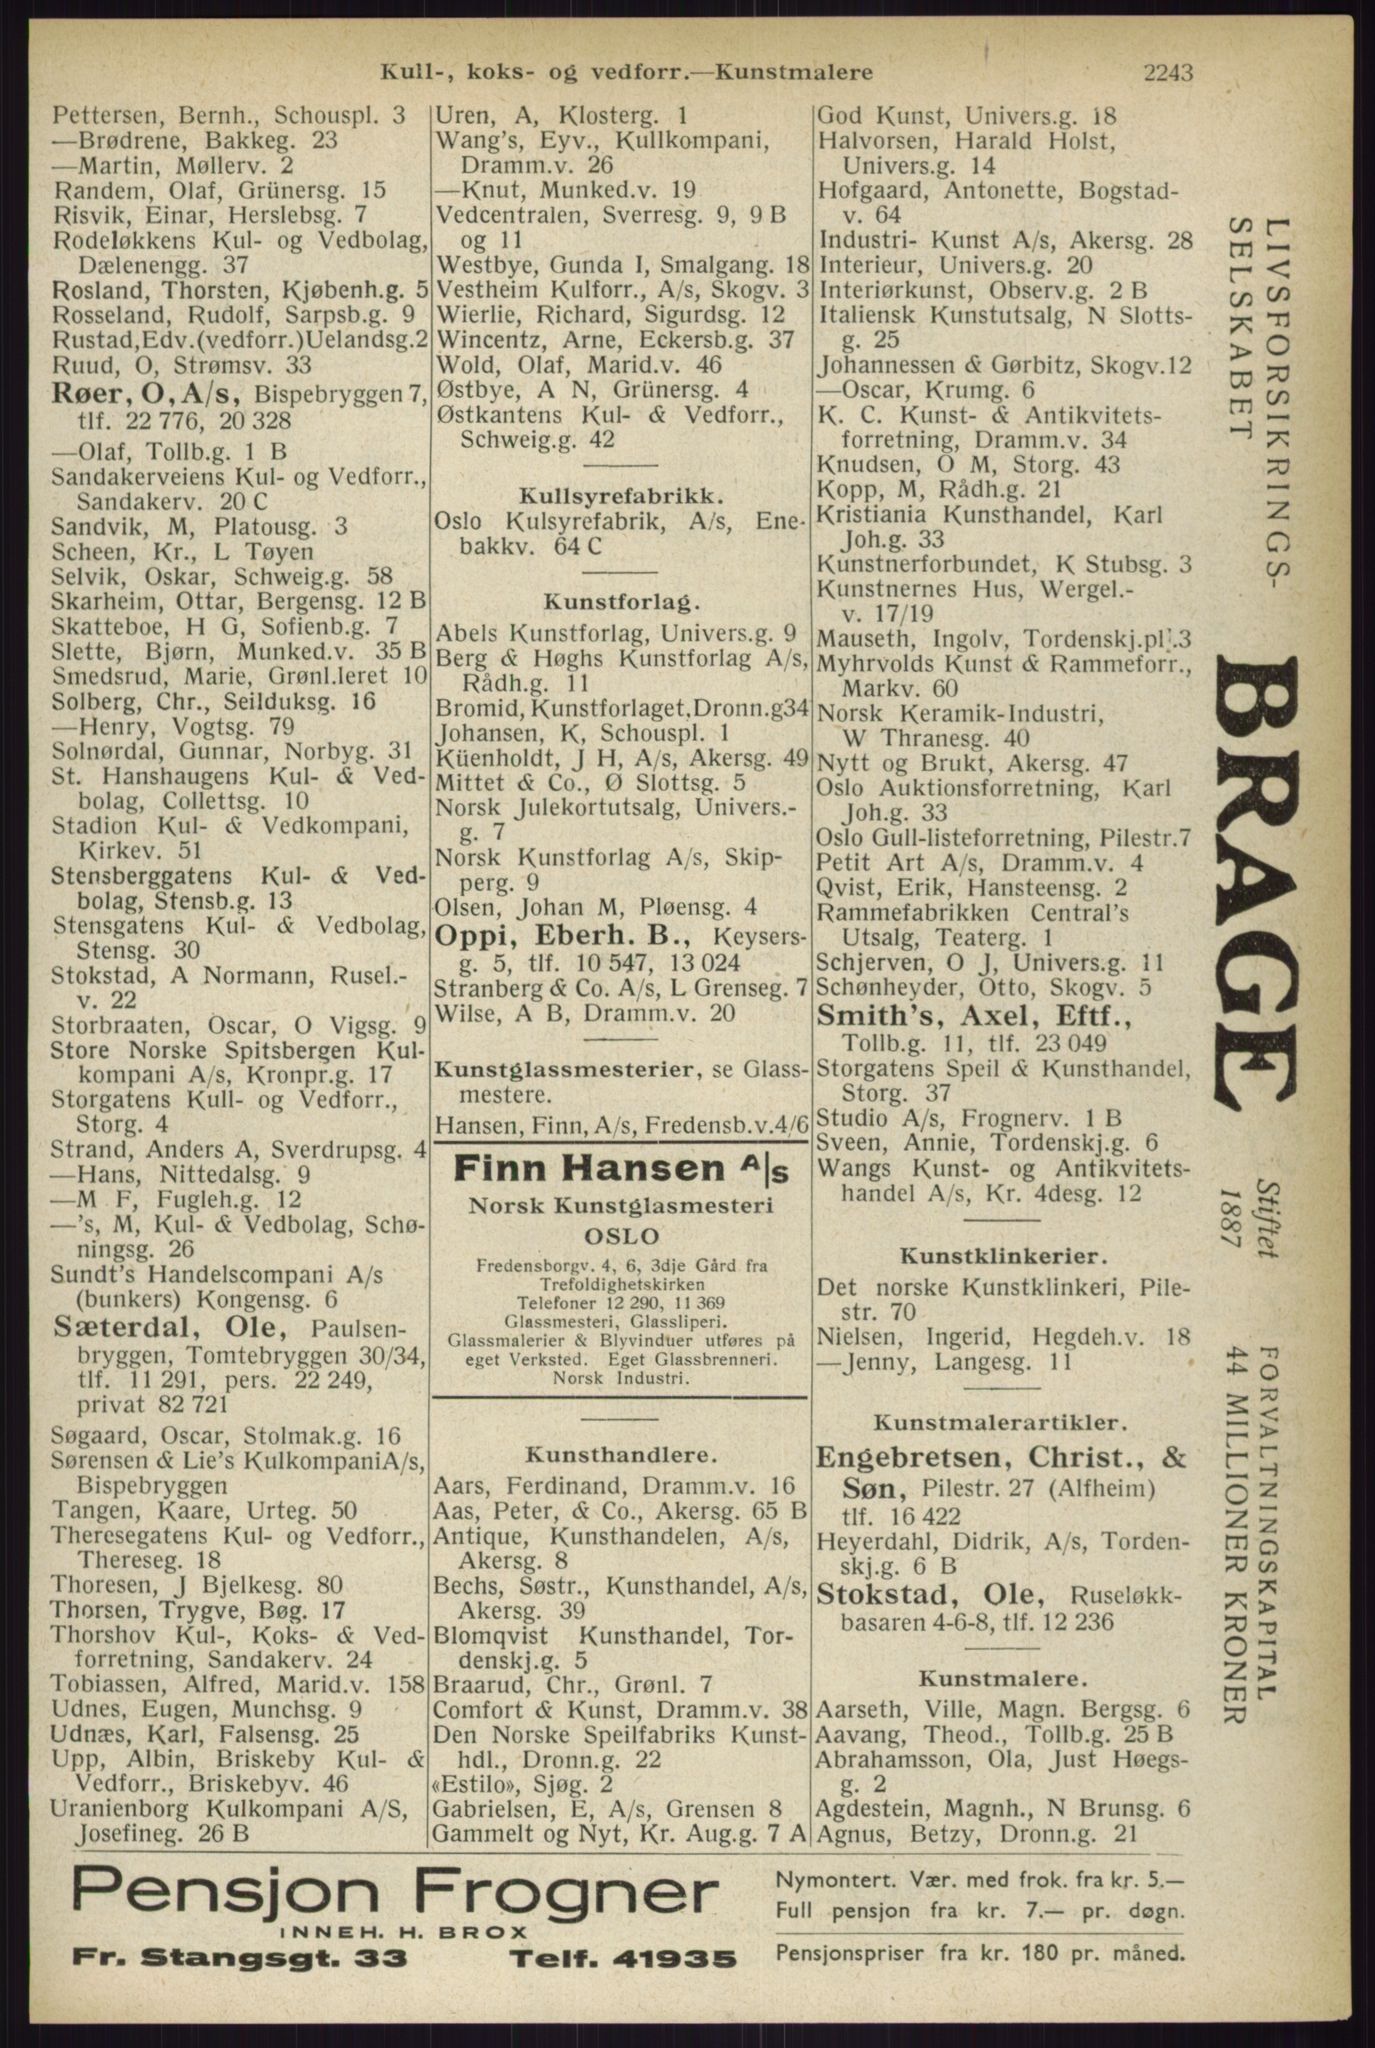 Kull-, koks- og vedforr.—Kunstmalere
2243
Pettersen, Bernh., Schouspl. 3
—Brødrene, Bakkeg. 23
—Martin, Møllerv. 2
Randem, Olaf, Grünersg. 15
Risvik, Einar, Herslebsg. 7
Rodeløkkens Kul- og Vedbolag,
Dælenengg. 37
Rosland, Thorsten, Kjøbenh.g. 5
Rosseland, Rudolf, Sarpsb.g. 9
Rustad,Edv.(vedforr.)Uelandsg.2
Ruud, O, Strømsv. 33
Røer, O, A/s, Bispebryggen 7,
tlf. 22 776, 20 328
—Olaf, Tollb.g. 1 B
Sandakerveiens Kul- og Vedforr.,
Sandakerv. 20 C
Sandvik, M, Platousg. 3
Scheen, Kr., L Tøyen
Selvik, Oskar, Schweig.g. 58
Skarheim, Ottar, Bergensg. 12 B
Skatteboe, H G, Sofienb.g. 7
Slette, Bjørn, Munked.v. 35 B
Smedsrud, Marie, Grønl.leret 10
Solberg, Chr., Seilduksg. 16
—Henry, Vogtsg. 79
Solnørdal, Gunnar, Norbyg. 31
St. Hanshaugens Kul- & Ved-
bolag, Collettsg. 10
Stadion Kul- & Vedkompani,
Kirkev. 51
Stensberggatens Kul- & Ved-
bolag, Stensb.g. 13
Stensgatens Kul- & Vedbolag,
Stensg. 30
Stokstad, A Normann, Rusel.-
v. 22
Storbraaten, Oscar, O Vigsg. 9
Store Norske Spitsbergen Kul-
kompani A/s, Kronpr.g. 17
Storgatens Kull- og Vedforr.,
Storg. 4
Strand, Anders A, Sverdrupsg. 4
—Hans, Nittedalsg. 9
—M F, Fugleh.g. 12
—'s, M, Kul- & Vedbolag, Schø-
ningsg. 26
Sundt's Handelscompani A/s
(bunkers) Kongensg. 6
Sæterdal, Ole, Paulsen-
bryggen, Tomtebryggen 30/34,
tlf. 11 291, pers. 22 249,
privat 82 721
Søgaard, Oscar, Stolmak.g. 16
Sørensen & Lie's KulkompaniA/s,
Bispebryggen
Tangen, Kaare, Urteg. 50
Theresegatens Kul- og Vedforr.,
Thereseg. 18
Thoresen, J Bjelkesg. 80
Thorsen, Trygve, Bøg. 17
Thorshov Kul-, Koks- & Ved-
forretning, Sandakerv. 24
Tobiassen, Alfred, Marid.v. 158
Udnes, Eugen, Munchsg. 9
Udnæs, Karl, Falsensg. 25
Upp, Albin, Briskeby Kul- &
Vedforr., Briskebyv. 46
Uranienborg Kulkompani A/S,
Josefineg. 26 B
Uren, A, Klosterg. 1
Wang's, Eyv., Kullkompani,
Dramm.v. 26
—Knut, Munked.v. 19
Vedcentralen, Sverresg. 9, 9 B
og 11
Westbye, Gunda I, Smalgang. 18
Vestheim Kulforr., A/s, Skogv. 3
Wierlie, Richard, Sigurdsg. 12
Wincentz, Arne, Eckersb.g. 37
Wold, Olaf, Marid.v. 46
Østbye, A N, Grünersg. 4
Østkantens Kul- & Vedforr.,
Schweig.g. 42
Kullsyrefabrikk.
Oslo Kulsyrefabrik, A/s, Ene-
bakkv. 64 C
Kunstforlag.
Abels Kunstforlag, Univers.g. 9
Berg & Høghs Kunstforlag A/s,
Rådh.g. 11
Bromid, Kunstforlaget,Dronn.g34
Johansen, K, Schouspl. 1
Küenholdt, J H, A/s, Akersg. 49
Mittet & Co., Ø Slottsg. 5
Norsk Julekortutsalg, Univers.-
g. 7
Norsk Kunstforlag A/s, Skip-
perg. 9
Olsen, Johan M, Pløensg. 4
Oppi, Eberh. B., Keysers-
g. 5, tlf. 10 547, 13 024
Stranberg & Co. A/s, L Grenseg. 7
Wilse, A B, Dramm.v. 20
Kunstglassmesterier, se Glass-
mestere.
Hansen, Finn, A/s, Fredensb.v.4/6
Finn Hansen A/s
Norsk Kunstglasmesteri
OSLO
Fredensborgv. 4, 6, 3dje Gård fra
Trefoldighetskirken
Telefoner 12 290, 11 369
Glassmesteri, Glassliperi.
Glassmalerier & Blyvinduer utføres på
eget Verksted. Eget Glassbrenneri.
Norsk Industri.
Kunsthandlere.
Aars, Ferdinand, Dramm.v. 16
Aas, Peter, & Co., Akersg. 65 B
Antique, Kunsthandelen, A/s,
Akersg. 8
Bechs, Søstr., Kunsthandel, A/s,
Akersg. 39
Blomqvist Kunsthandel, Tor-
denskj.g. 5
Braarud, Chr., Grønl. 7
Comfort & Kunst, Dramm.v. 38
Den Norske Speilfabriks Kunst-
hdl., Dronn.g. 22
«Estilo», Sjøg. 2
Gabrielsen, E, A/s, Grensen 8
Gammelt og Nyt, Kr. Aug.g. 7 A
God Kunst, Univers.g. 18
Halvorsen, Harald Holst,
Univers.g. 14
Hofgaard, Antonette, Bogstad-
v. 64
Industri- Kunst A/s, Akersg. 28
Interieur, Univers.g. 20
Interiørkunst, Observ.g. 2 B
Italiensk Kunstutsalg, N Slotts-
g. 25
Johannessen & Gørbitz, Skogv.12
—Oscar, Krumg. 6
K. C. Kunst- & Antikvitets-
forretning, Dramm.v. 34
Knudsen, O M, Storg. 43
Kopp, M, Rådh.g. 21
Kristiania Kunsthandel, Karl
Joh.g. 33
Kunstnerforbundet, K Stubsg. 3
Kunstnernes Hus, Wergel.-
v. 17/19
Mauseth, Ingolv, Tordenskj.pl.3
Myhrvolds Kunst & Rammeforr.,
Markv. 60
Norsk Keramik-Industri,
W Thranesg. 40
Nytt og Brukt, Akersg. 47
Oslo Auktionsforretning, Karl
Joh.g. 33
Oslo Gull-listeforretning, Pilestr.7
Petit Art A/s, Dramm.v. 4
Qvist, Erik, Hansteensg. 2
Rammefabrikken Central's
Utsalg, Teaterg. 1
Schjerven, O J, Univers.g. 11
Schønheyder, Otto, Skogv. 5
Smith's, Axel, Eftf.,
Tollb.g. 11, tlf. 23 049
Storgatens Speil & Kunsthandel,
Storg. 37
Studio A/s, Frognerv. 1 B
Sveen, Annie, Tordenskj.g. 6
Wangs Kunst- og Antikvitets-
handel A/s, Kr. 4desg. 12
Kunstklinkerier.
Det norske Kunstklinkeri, Pile-
str. 70
Nielsen, Ingerid, Hegdeh.v. 18
—Jenny, Langesg. 11
Kunstmalerartikler.
Engebretsen, Christ., &
Søn, Pilestr. 27 (Alfheim)
tlf. 16 422
Heyerdahl, Didrik, A/s, Torden-
skj.g. 6 B
Stokstad, Ole, Ruseløkk-
basaren 4-6-8, tlf. 12 236
Kunstmalere.
Aarseth, Ville, Magn. Bergsg. 6
Aavang, Theod., Tollb.g. 25 B
Abrahamsson, Ola, Just Høegs-
g. 2
Agdestein, Magnh., N Brunsg. 6
Agnus, Betzy, Dronn.g. 21
LIVSFORSIKRINGS-
SELSKABET
BRAGE
Stiftet
1887
FORVALTNINGSKAPITAL
44 MILLIONER KRONER
Pensjon Frogner
INNEH. H. BROX
Fr. Stangsgt. 33 Telf. 41935
Nymontert. Vær. med frok. fra kr. 5.—
Full pensjon fra kr. 7.— pr. døgn.
Pensjonspriser fra kr. 180 pr. måned.